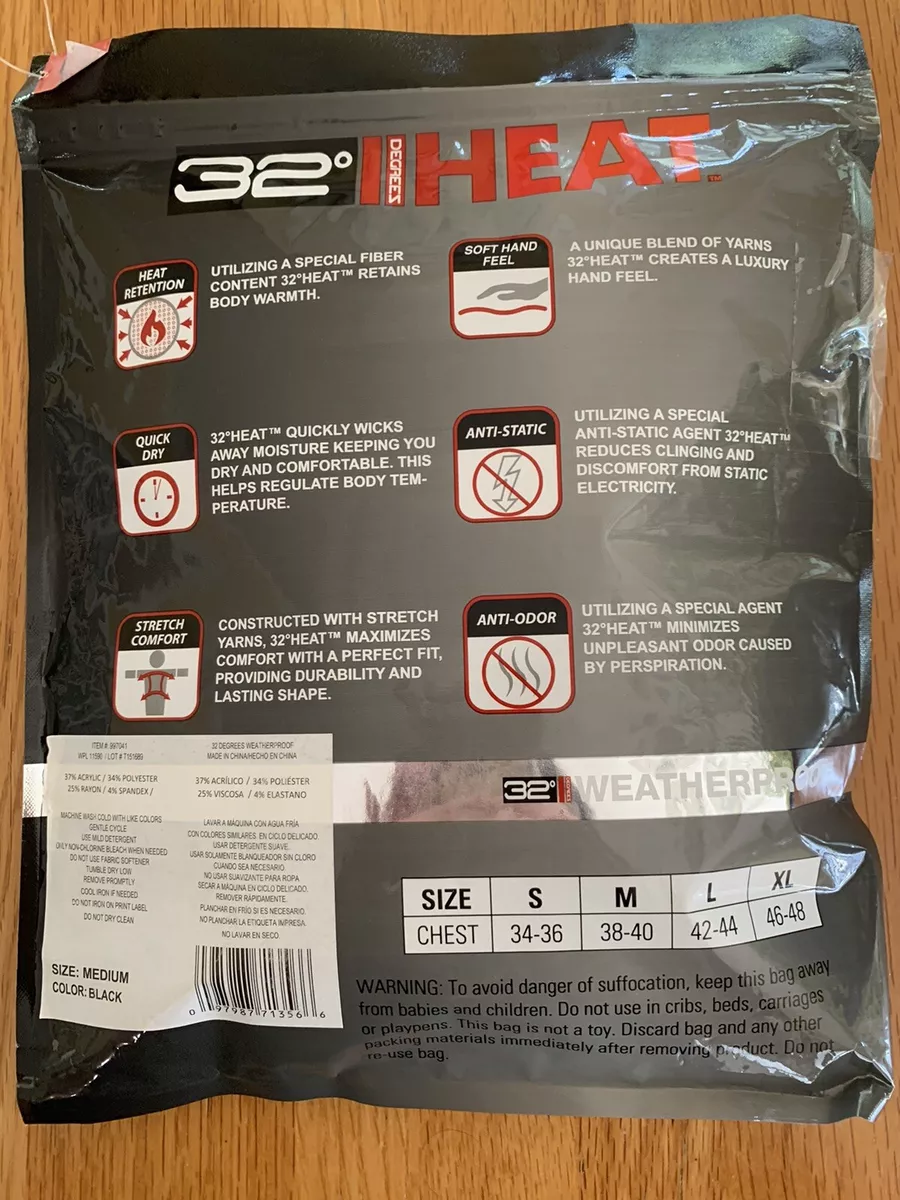 32° DEGREES HEAT™
HEAT
RETENTION
UTILIZING A SPECIAL FIBER
CONTENT 32°HEAT™ RETAINS
BODY WARMTH.
SOFT HAND
FEEL
A UNIQUE BLEND OF YARNS
32°HEAT™ CREATES A LUXURY
HAND FEEL.
QUICK
DRY
32°HEAT™ QUICKLY WICKS
AWAY MOISTURE KEEPING YOU
DRY AND COMFORTABLE. THIS
HELPS REGULATE BODY TEM-
PERATURE.
ANTI-STATIC
UTILIZING A SPECIAL
ANTI-STATIC AGENT 32°HEAT™
REDUCES CLINGING AND
DISCOMFORT FROM STATIC
ELECTRICITY.
STRETCH
COMFORT
CONSTRUCTED WITH STRETCH
YARNS, 32°HEAT™ MAXIMIZES
COMFORT WITH A PERFECT FIT,
PROVIDING DURABILITY AND
LASTING SHAPE.
ANTI-ODOR
UTILIZING A SPECIAL AGENT
32°HEAT™ MINIMIZES
UNPLEASANT ODOR CAUSED
BY PERSPIRATION.
ITEM #: 997041
WPL 11590 / LOT # T151689
37% ACRYLIC / 34% POLYESTER
25% RAYON / 4% SPANDEX /
MACHINE WASH COLD WITH LIKE COLORS
GENTLE CYCLE
USE MILD DETERGENT
ONLY NON-CHLORINE BLEACH WHEN NEEDED
DO NOT USE FABRIC SOFTENER
TUMBLE DRY LOW
REMOVE PROMPTLY
COOL IRON IF NEEDED
DO NOT IRON ON PRINT LABEL
DO NOT DRY CLEAN
32 DEGREES WEATHERPROOF
MADE IN CHINA/HECHO EN CHINA
37% ACRÍLICO / 34% POLIÉSTER
25% VISCOSA / 4% ELASTANO
LAVAR A MÁQUINA CON AGUA FRÍA
CON COLORES SIMILARES. EN CICLO DELICADO.
USAR DETERGENTE SUAVE.
USAR SOLAMENTE BLANQUEADOR SIN CLORO
CUANDO SEA NECESARIO.
NO USAR SUAVIZANTE PARA ROPA
SECAR A MÁQUINA EN CICLO DELICADO.
REMOVER RÁPIDAMENTE.
PLANCHAR EN FRÍO SI ES NECESARIO.
NO PLANCHAR LA ETIQUETA IMPRESA.
NO LAVAR EN SECO.
SIZE: MEDIUM
COLOR: BLACK
0 97987 71356 6
32° DEGREES WEATHERPRO
SIZE S M L XL
CHEST 34-36 38-40 42-44 46-48
WARNING: To avoid danger of suffocation, keep this bag away
from babies and children. Do not use in cribs, beds, carriages
or playpens. This bag is not a toy. Discard bag and any other
packing materials immediately after removing product. Do not
re-use bag.